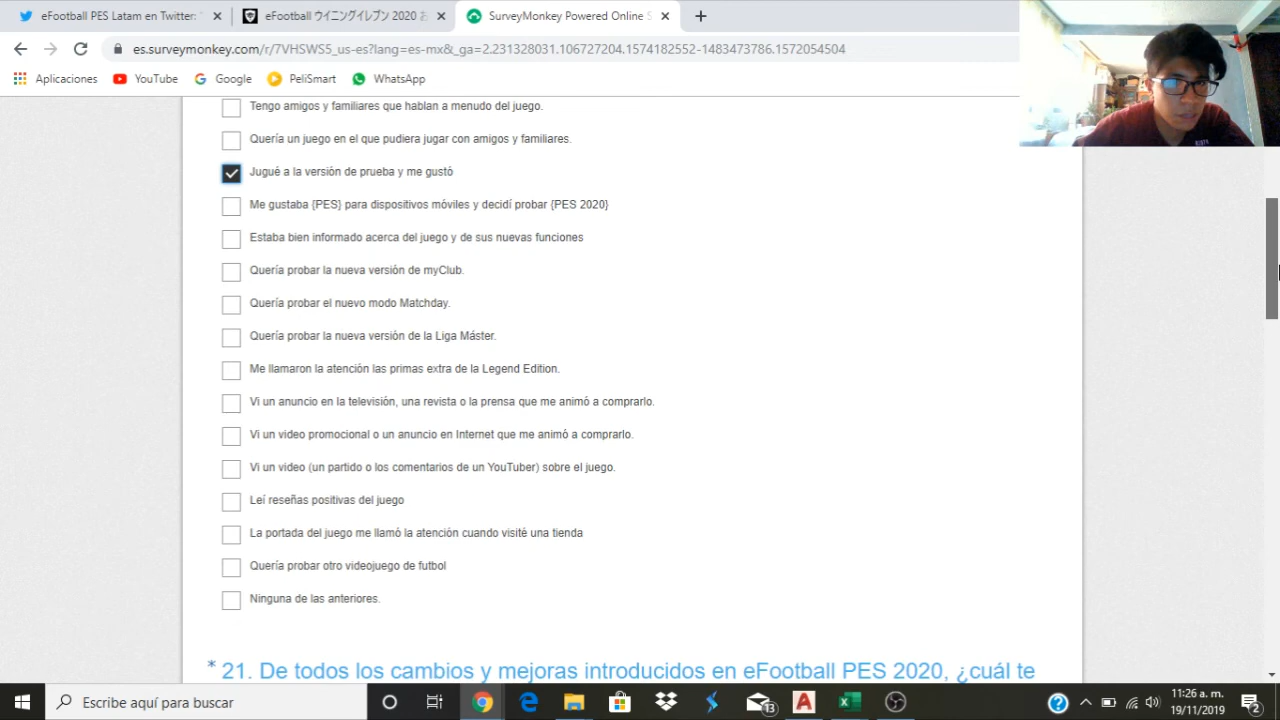 eFootball PES Latam en Twitter:
eFootball ウイニングイレブン 2020 お
SurveyMonkey Powered Online S
es.surveymonkey.com/r/7VHSWS5_us-es?lang=es-mx&_ga=2.231328031.106727204.1574182552-1483473786.1572054504
Aplicaciones YouTube Google PeliSmart WhatsApp
Tengo amigos y familiares que hablan a menudo del juego.
Quería un juego en el que pudiera jugar con amigos y familiares.
Jugué a la versión de prueba y me gustó
Me gustaba {PES} para dispositivos móviles y decidí probar {PES 2020}
Estaba bien informado acerca del juego y de sus nuevas funciones
Quería probar la nueva versión de myClub.
Quería probar el nuevo modo Matchday.
Quería probar la nueva versión de la Liga Máster.
Me llamaron la atención las primas extra de la Legend Edition.
Vi un anuncio en la televisión, una revista o la prensa que me animó a comprarlo.
Vi un video promocional o un anuncio en Internet que me animó a comprarlo.
Vi un video (un partido o los comentarios de un YouTuber) sobre el juego.
Leí reseñas positivas del juego
La portada del juego me llamó la atención cuando visité una tienda
Quería probar otro videojuego de futbol
Ninguna de las anteriores.
* 21. De todos los cambios y mejoras introducidos en eFootball PES 2020, ¿cuál te
Escribe aquí para buscar
13
11:26 a. m.
19/11/2019
2